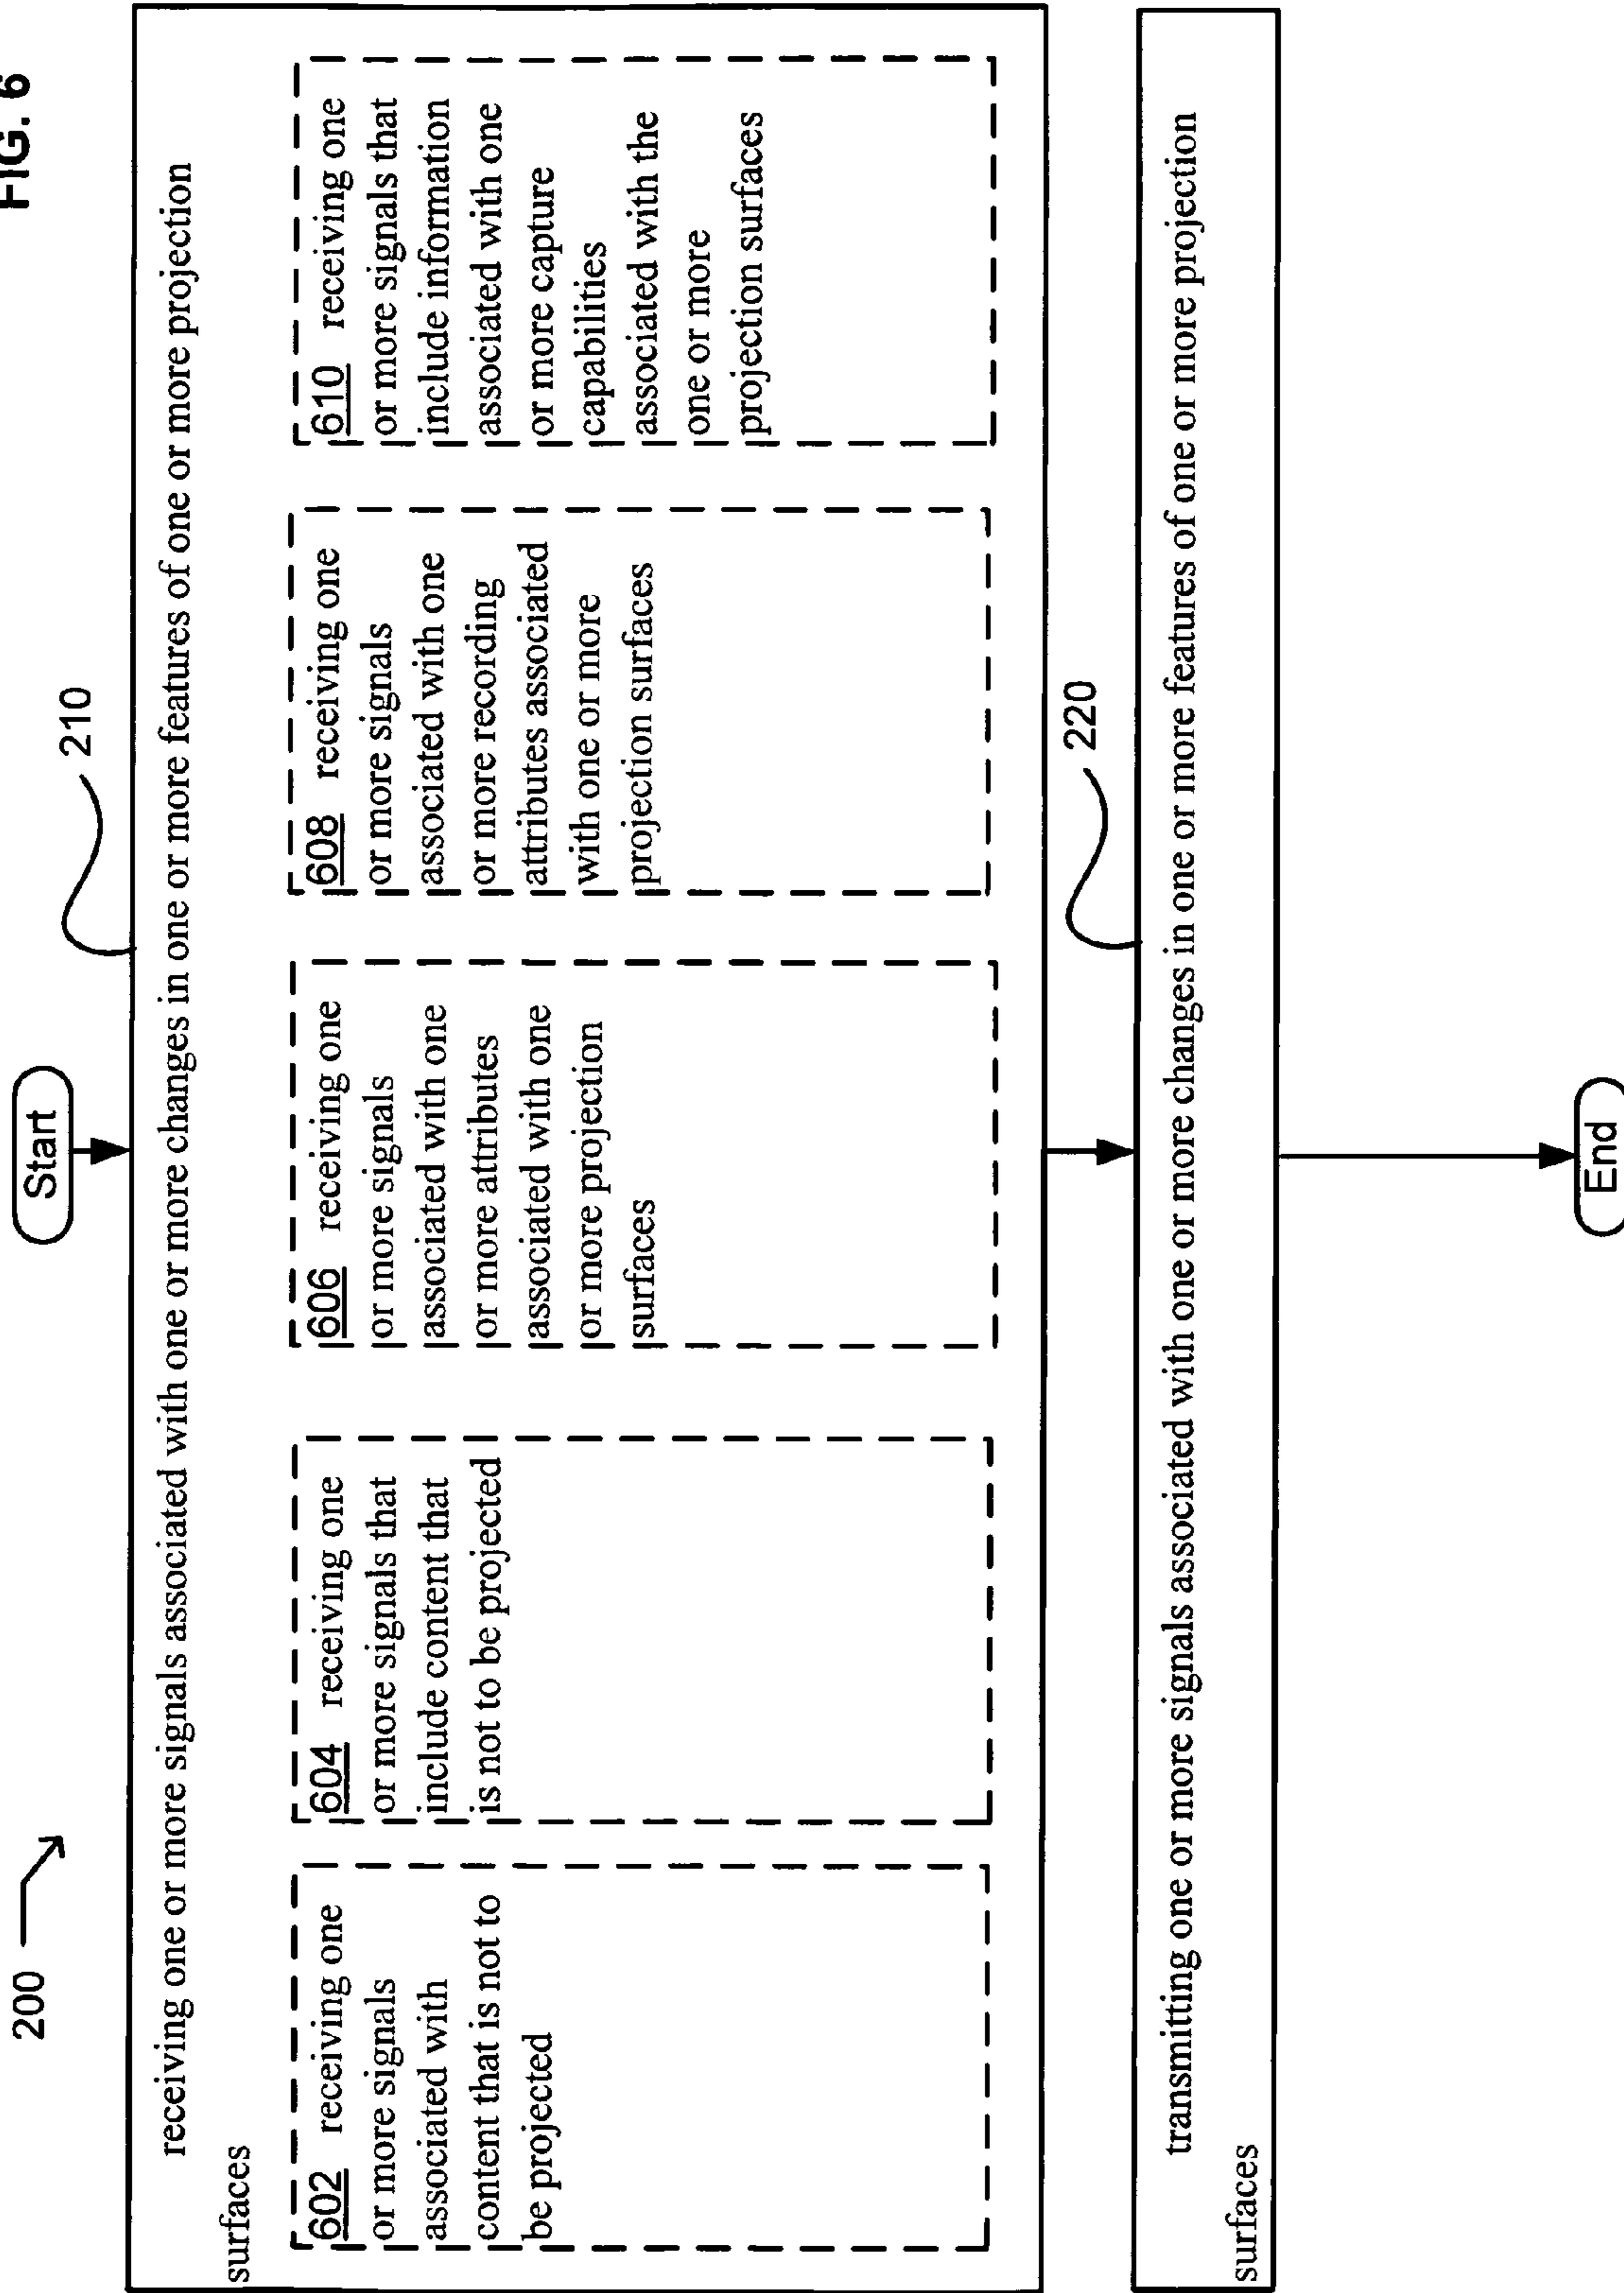 FIG. 6
200
Start
210
receiving one or more signals associated with one or more changes in one or more features of one or more projection
surfaces
602 receiving one
or more signals
associated with
content that is not to
be projected
604 receiving one
or more signals that
include content that
is not to be projected
606 receiving one
or more signals
associated with one
or more attributes
associated with one
or more projection
surfaces
608 receiving one
or more signals
associated with one
or more recording
attributes associated
with one or more
projection surfaces
610 receiving one
or more signals that
include information
associated with one
or more capture
capabilities
associated with the
one or more
projection surfaces
220
transmitting one or more signals associated with one or more changes in one or more features of one or more projection
surfaces
End